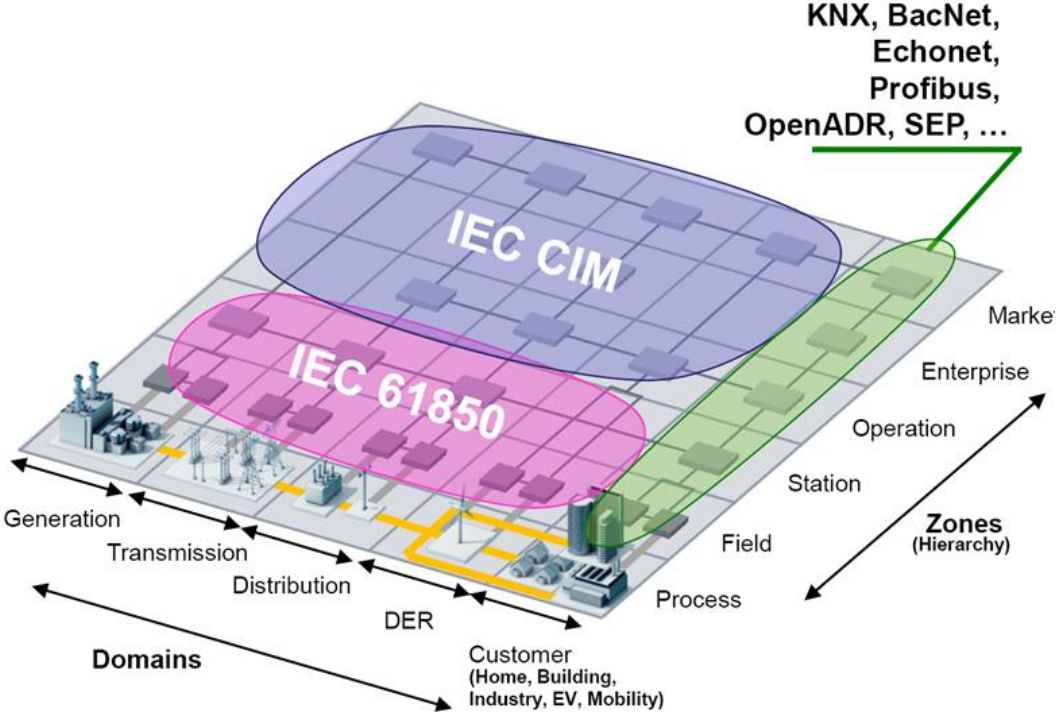 KNX, BacNet,
Echonet,
Profibus,
OpenADR, SEP, ...
IEC CIM
IEC 61850
Market
Enterprise
Operation
Station
Field
Process
Zones
(Hierarchy)
Generation
Transmission
Distribution
DER
Customer
(Home, Building,
Industry, EV, Mobility)
Domains